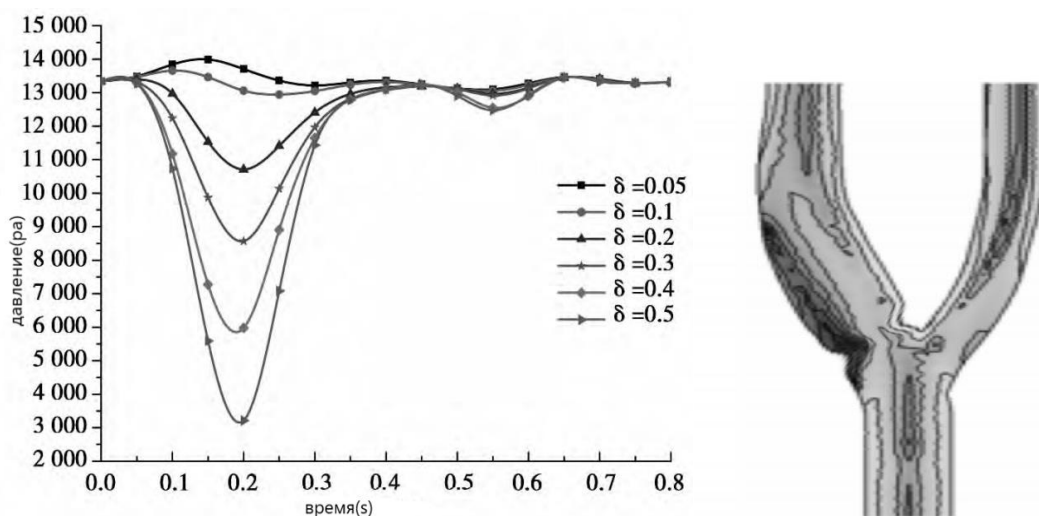 15 000
14 000
13 000
12 000
11 000
10 000
9 000
8 000
7 000
6 000
5 000
4 000
3 000
2 000
давление(pa)
δ =0.05
δ =0.1
δ =0.2
δ =0.3
δ =0.4
δ =0.5
0.0 0.1 0.2 0.3 0.4 0.5 0.6 0.7 0.8
время(s)